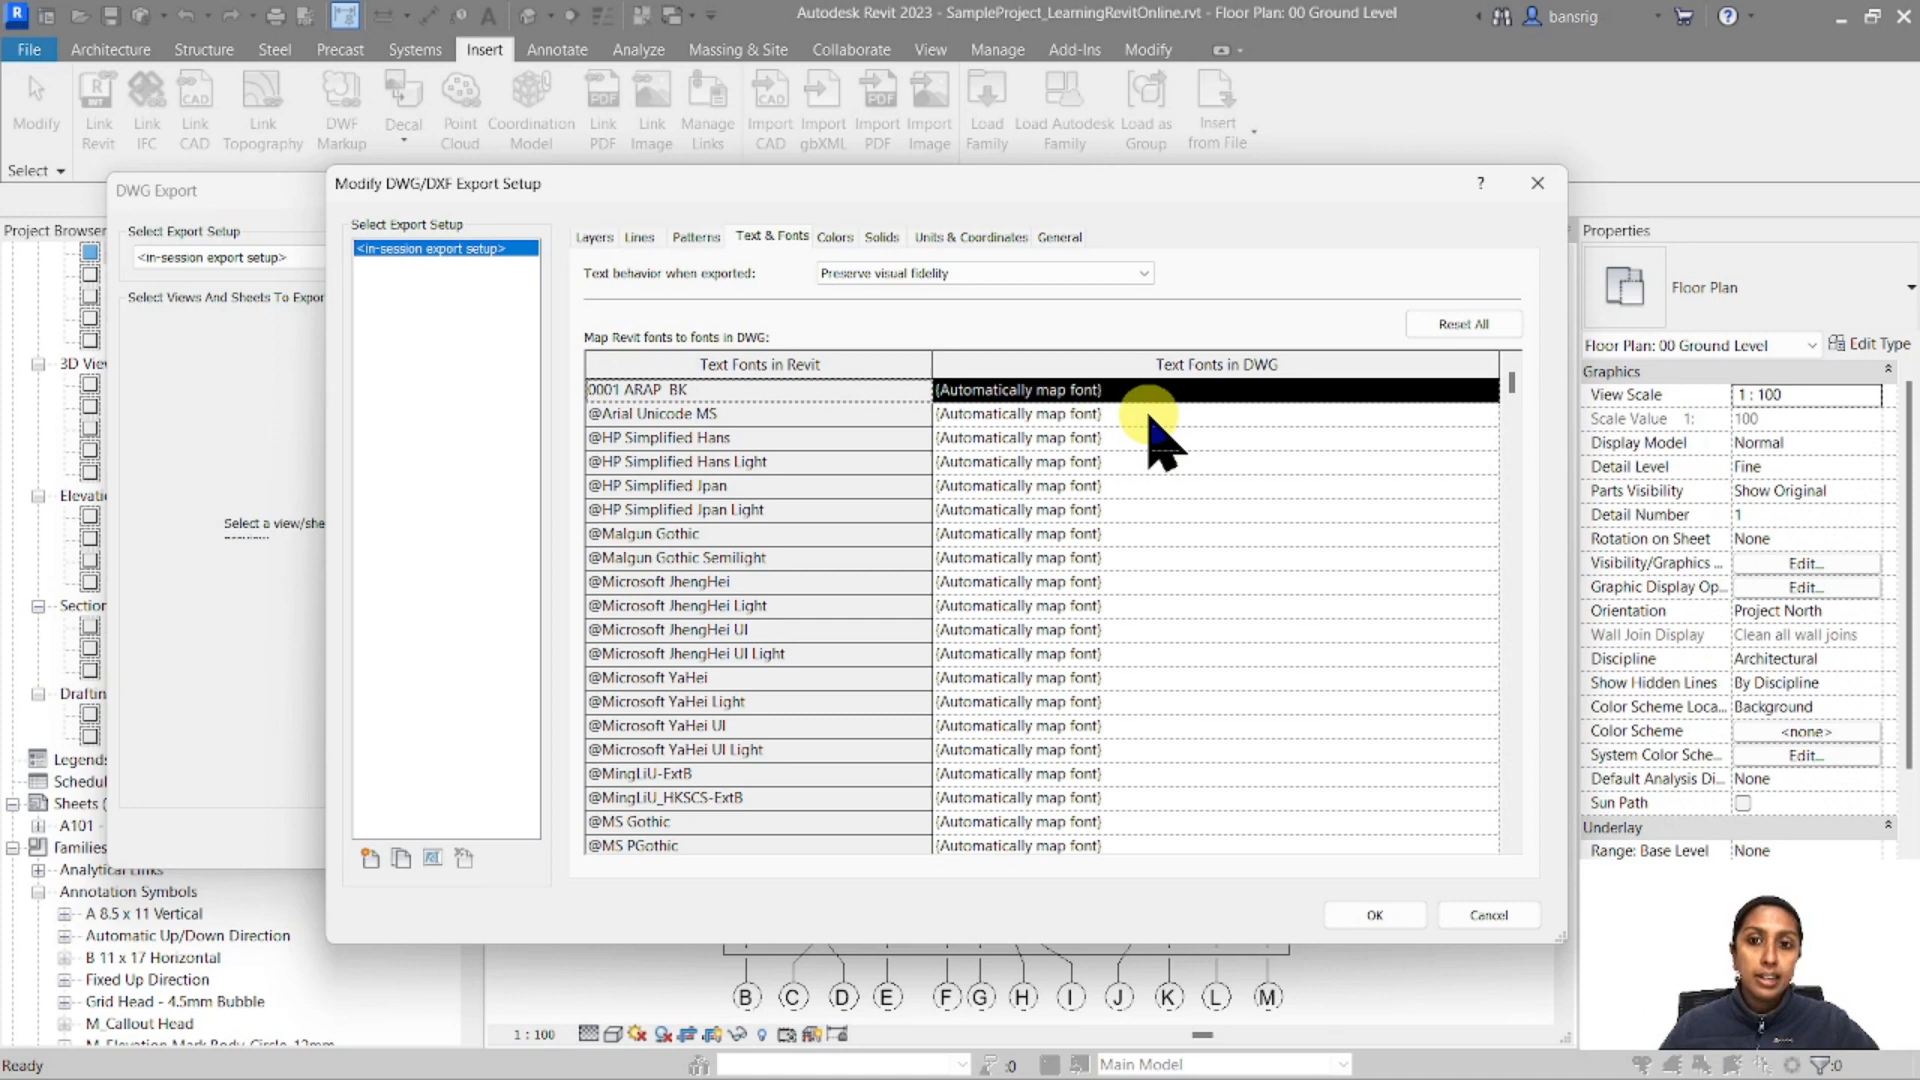 Autodesk Revit 2023 - SampleProject_LearningRevitOnline.rvt - Floor Plan: 00 Ground Level
bansrig
File Architecture Structure Steel Precast Systems Insert Annotate Analyze Massing & Site Collaborate View Manage Add-Ins Modify
Modify
Link Revit
Link IFC
Link CAD
Link Topography
DWF Markup
Decal
Point Cloud
Coordination Model
Link PDF
Link Image
Manage Links
Import CAD
Import gbXML
Import PDF
Import Image
Load Family
Load Autodesk Family
Load as Group
Insert from File
Select
DWG Export
Select Export Setup
<in-session export setup>
Select Views And Sheets To Expor
Select a view/she
Project Browser
3D Vie
Elevati
Section
Draftin
Legends
Schedul
Sheets (
A101 -
Families
Analytical Links
Annotation Symbols
A 8.5 x 11 Vertical
Automatic Up/Down Direction
B 11 x 17 Horizontal
Fixed Up Direction
Grid Head - 4.5mm Bubble
M_Callout Head
M_Elevation Mark Body_Circle_12mm
Modify DWG/DXF Export Setup
?
Select Export Setup
<in-session export setup>
Layers Lines Patterns Text & Fonts Colors Solids Units & Coordinates General
Text behavior when exported: Preserve visual fidelity
Reset All
Map Revit fonts to fonts in DWG:
Text Fonts in Revit Text Fonts in DWG
0001 ARAP BK {Automatically map font}
@Arial Unicode MS {Automatically map font}
@HP Simplified Hans {Automatically map font}
@HP Simplified Hans Light {Automatically map font}
@HP Simplified Jpan {Automatically map font}
@HP Simplified Jpan Light {Automatically map font}
@Malgun Gothic {Automatically map font}
@Malgun Gothic Semilight {Automatically map font}
@Microsoft JhengHei {Automatically map font}
@Microsoft JhengHei Light {Automatically map font}
@Microsoft JhengHei UI {Automatically map font}
@Microsoft JhengHei UI Light {Automatically map font}
@Microsoft YaHei {Automatically map font}
@Microsoft YaHei Light {Automatically map font}
@Microsoft YaHei UI {Automatically map font}
@Microsoft YaHei UI Light {Automatically map font}
@MingLiU-ExtB {Automatically map font}
@MingLiU_HKSCS-ExtB {Automatically map font}
@MS Gothic {Automatically map font}
@MS PGothic {Automatically map font}
OK Cancel
B C D E F G H I J K L M
1 : 100
Properties
Floor Plan
Floor Plan: 00 Ground Level Edit Type
Graphics
View Scale 1 : 100
Scale Value 1: 100
Display Model Normal
Detail Level Fine
Parts Visibility Show Original
Detail Number 1
Rotation on Sheet None
Visibility/Graphics ... Edit...
Graphic Display Op... Edit...
Orientation Project North
Wall Join Display Clean all wall joins
Discipline Architectural
Show Hidden Lines By Discipline
Color Scheme Loca... Background
Color Scheme <none>
System Color Sche... Edit...
Default Analysis Di... None
Sun Path
Underlay
Range: Base Level None
Ready
:0
Main Model
:0